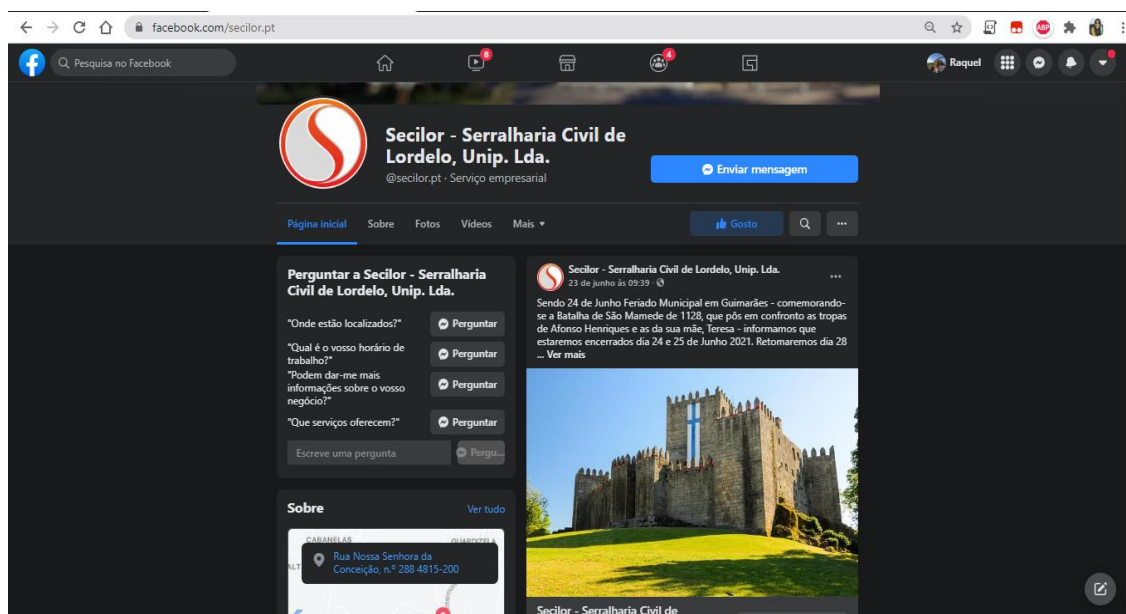 facebook.com/secilor.pt
ABP
Pesquisa no Facebook
8
4
Raquel
Secilor - Serralharia Civil de
Lordelo, Unip. Lda.
@secilor.pt · Serviço empresarial
Enviar mensagem
Página inicial Sobre Fotos Vídeos Mais
Gosto
Perguntar a Secilor - Serralharia
Civil de Lordelo, Unip. Lda.
"Onde estão localizados?" Perguntar
"Qual é o vosso horário de
trabalho?" Perguntar
"Podem dar-me mais
informações sobre o vosso
negócio?" Perguntar
"Que serviços oferecem?" Perguntar
Escreve uma pergunta Pergu...
Sobre Ver tudo
CABANELAS
GUARDIZELA
Rua Nossa Senhora da
Conceição, n.º 288 4815-200
Secilor - Serralharia Civil de Lordelo, Unip. Lda.
23 de junho às 09:39 ·
Sendo 24 de Junho Feriado Municipal em Guimarães - comemorando-
se a Batalha de São Mamede de 1128, que pôs em confronto as tropas
de Afonso Henriques e as da sua mãe, Teresa - informamos que
estaremos encerrados dia 24 e 25 de Junho 2021. Retomaremos dia 28
... Ver mais
Secilor - Serralharia Civil de